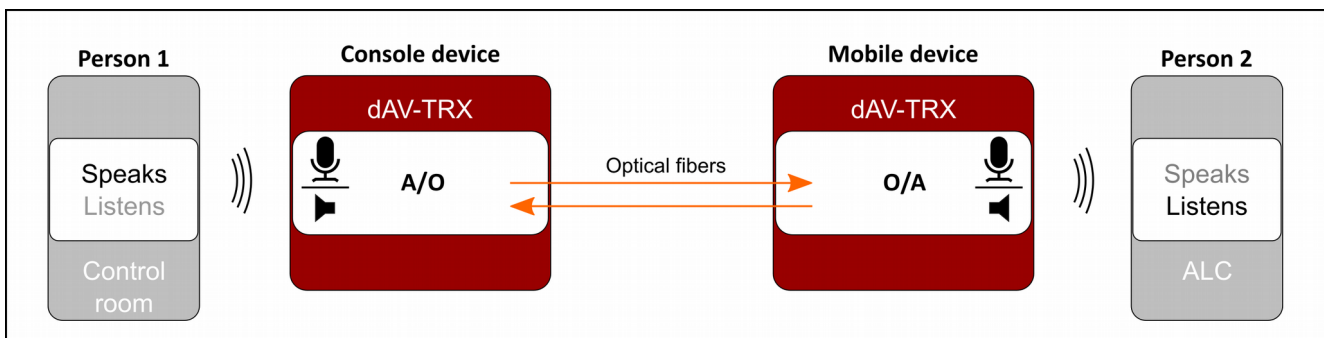 Person 1
Console device
Mobile device
Person 2
dAV-TRX
dAV-TRX
Speaks
Listens
A/O
Optical fibers
O/A
Speaks
Listens
Control
room
ALC